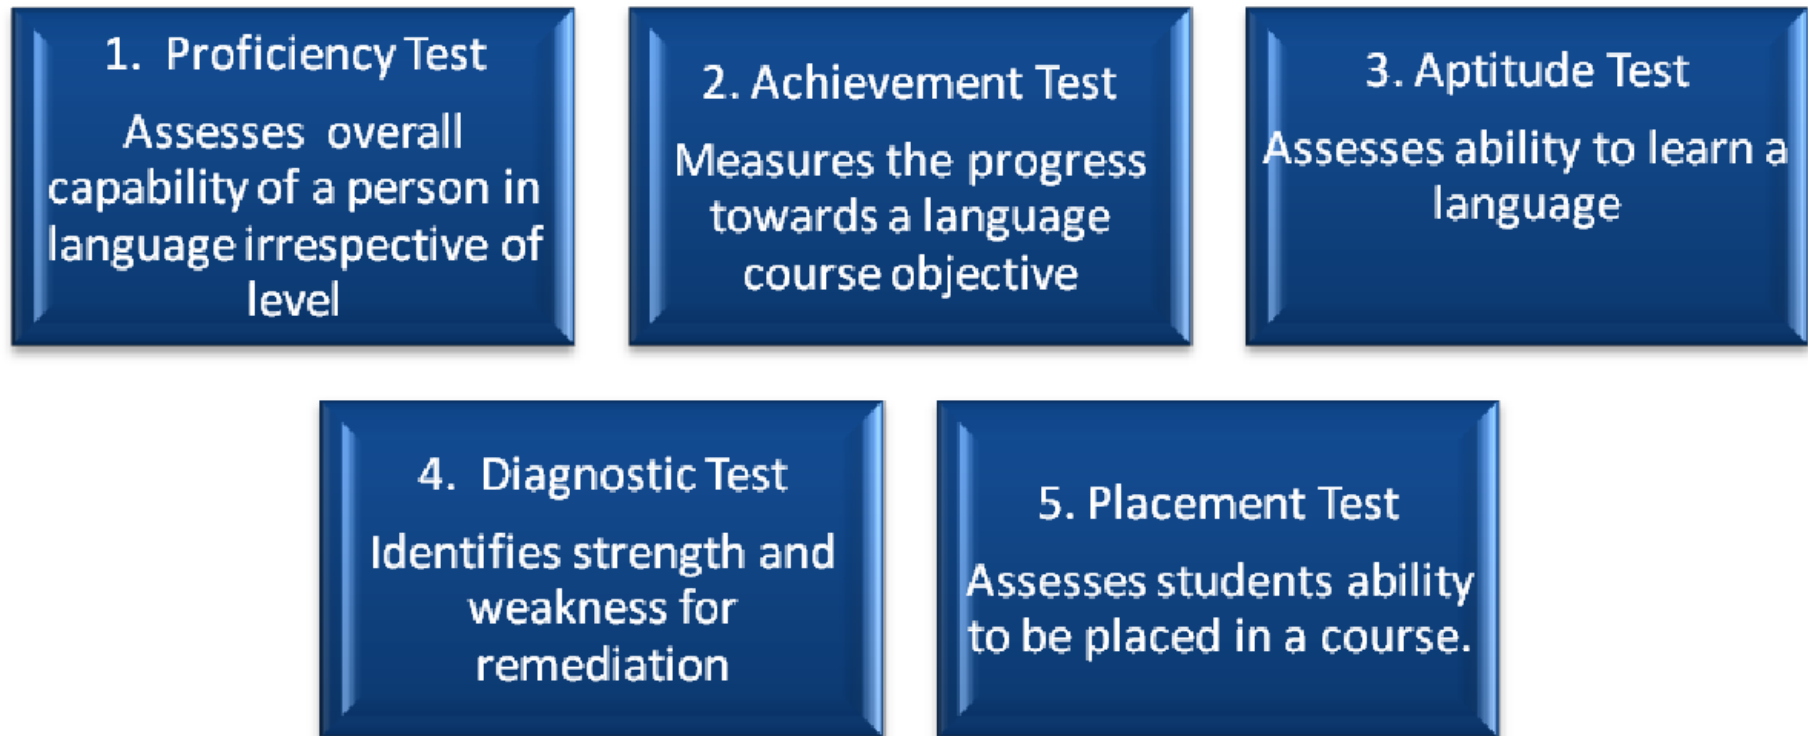 1. Proficiency Test
Assesses overall
capability of a person in
language irrespective of
level
2. Achievement Test
Measures the progress
towards a language
course objective
3. Aptitude Test
Assesses ability to learn a
language
4. Diagnostic Test
Identifies strength and
weakness for
remediation
5. Placement Test
Assesses students ability
to be placed in a course.